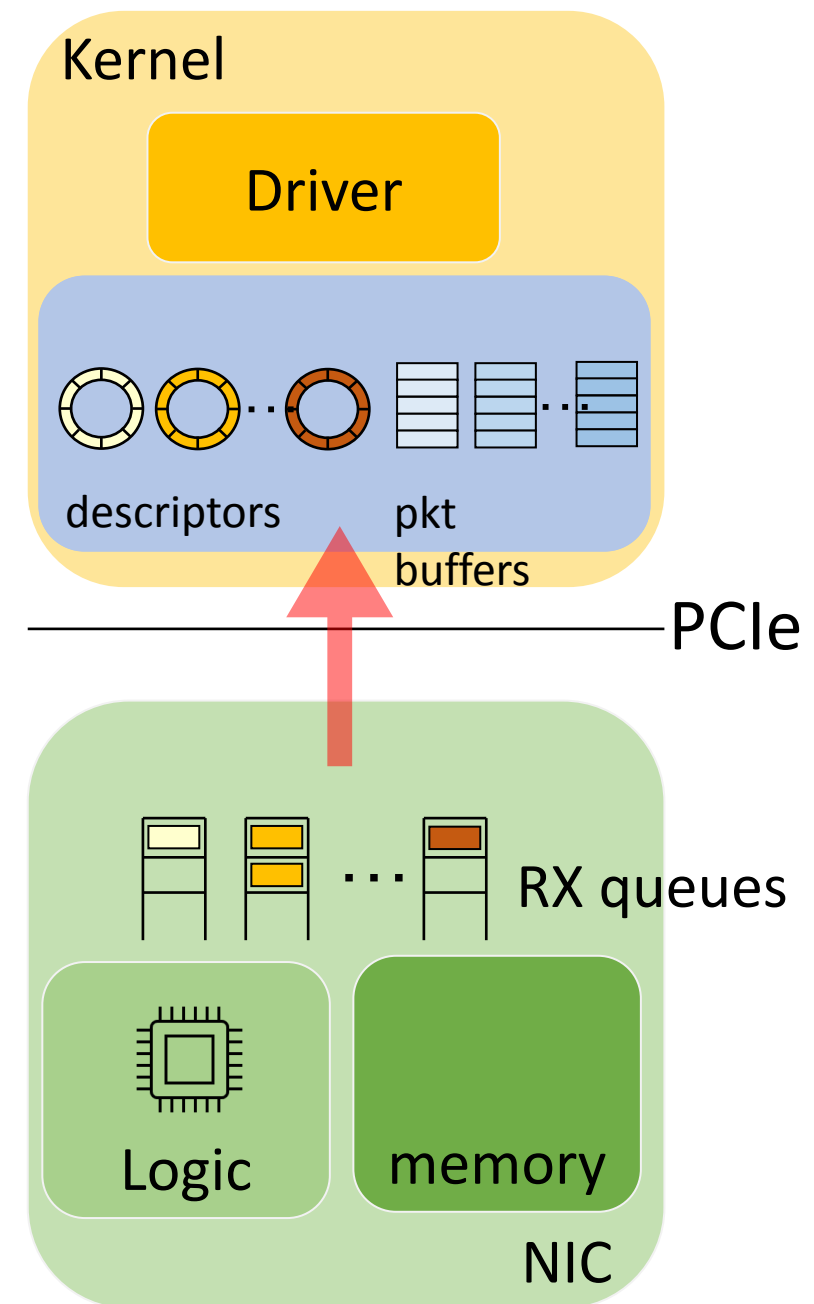 Kernel
Driver
descriptors
pkt
buffers
PCIe
RX queues
Logic
memory
NIC